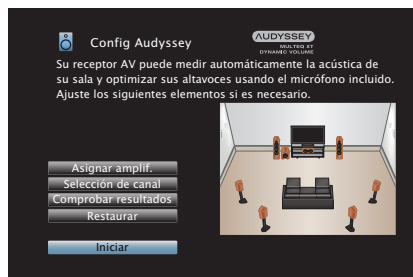 Config Audyssey
AUDYSSEY
MULTEQ XT
DYNAMIC VOLUME
Su receptor AV puede medir automáticamente la acústica de
su sala y optimizar sus altavoces usando el micrófono incluido.
Ajuste los siguientes elementos si es necesario.
Asignar amplif.
Selección de canal
Comprobar resultados
Restaurar
Iniciar